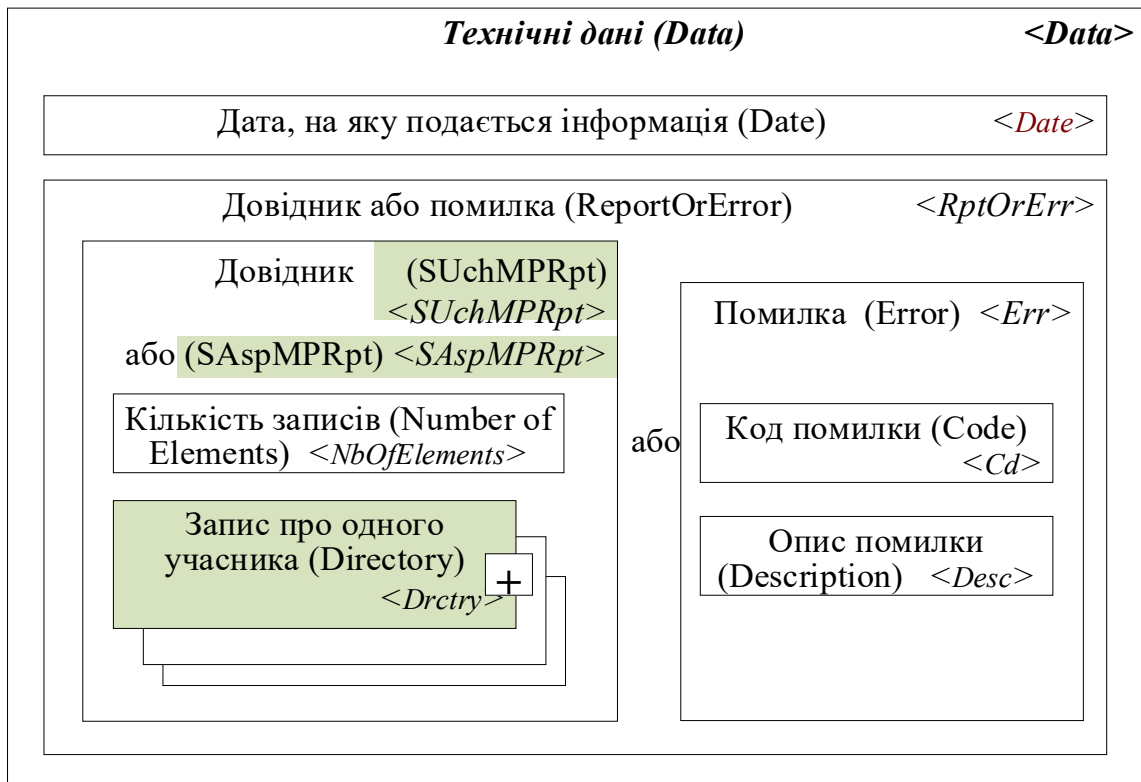 Технічні дані (Data) <Data>
Дата, на яку подається інформація (Date) <Date>
Довідник або помилка (ReportOrError) <RptOrErr>
Довідник (SUchMPRpt)
<SUchMPRpt>
або (SAspMPRpt) <SAspMPRpt>
Кількість записів (Number of
Elements) <NbOfElements>
Запис про одного
учасника (Directory)
<Drctry>
+
або
Помилка (Error) <Err>
Код помилки (Code)
<Cd>
Опис помилки
(Description) <Desc>